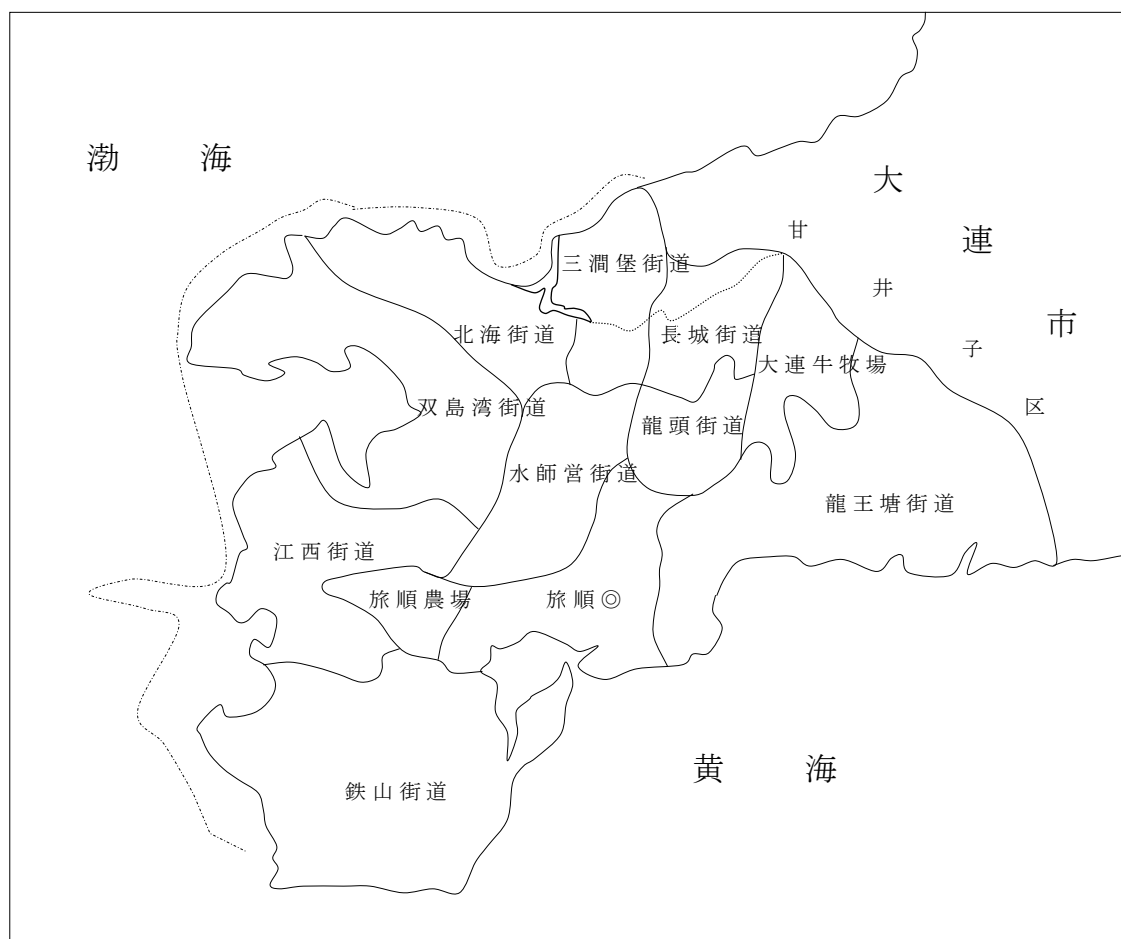 渤海
大連市
甘井子区
三澗堡街道
北海街道
長城街道
大連牛牧場
双島湾街道
龍頭街道
水師営街道
龍王塘街道
江西街道
旅順農場
旅順◎
黄海
鉄山街道